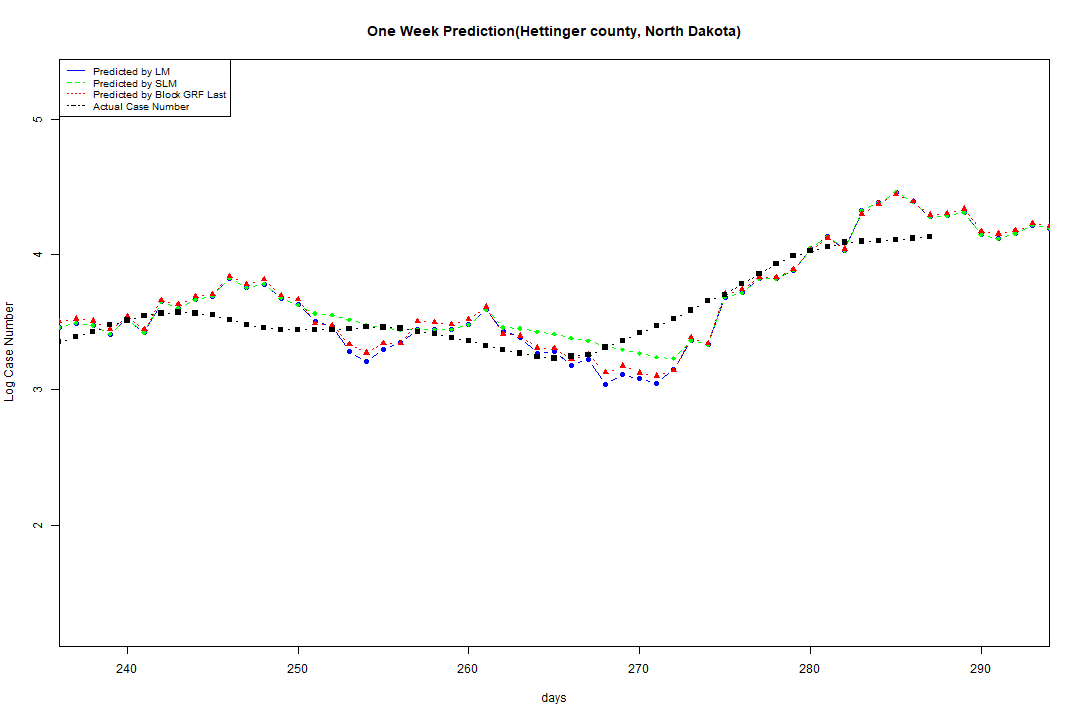 One Week Prediction(Hettinger county, North Dakota)
Predicted by LM
Predicted by SLM
Predicted by Block GRF Last
Actual Case Number
5
4
3
2
Log Case Number
240 250 260 270 280 290
days